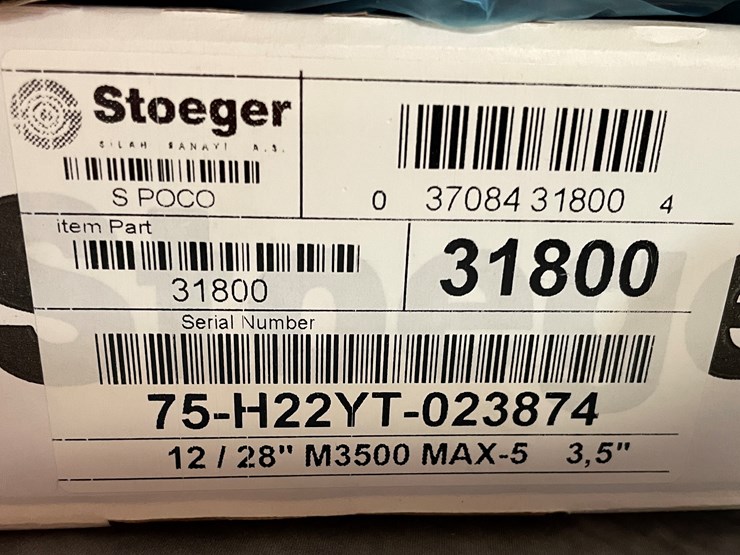 Stoeger
SILAH SANAYI A.S.
S POCO
0 37084 31800 4
item Part
31800
31800
Serial Number
75-H22YT-023874
12 / 28" M3500 MAX-5 3,5"